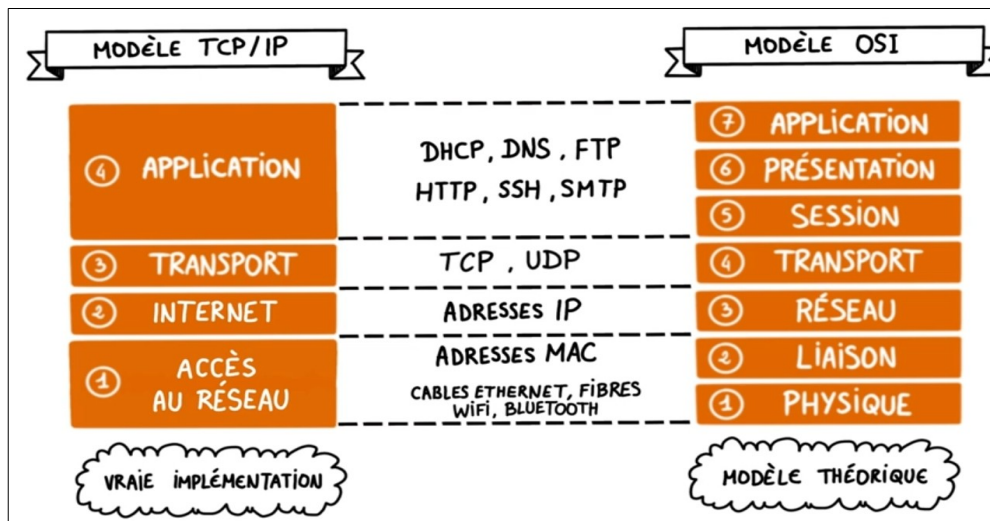 MODÈLE TCP/IP
MODÈLE OSI
4 APPLICATION
DHCP, DNS, FTP
HTTP, SSH, SMTP
7 APPLICATION
6 PRÉSENTATION
5 SESSION
3 TRANSPORT
TCP, UDP
4 TRANSPORT
2 INTERNET
ADRESSES IP
3 RÉSEAU
1 ACCÈS
AU RÉSEAU
ADRESSES MAC
CABLES ETHERNET, FIBRES
WIFI, BLUETOOTH
2 LIAISON
1 PHYSIQUE
VRAIE IMPLÉMENTATION
MODÈLE THÉORIQUE